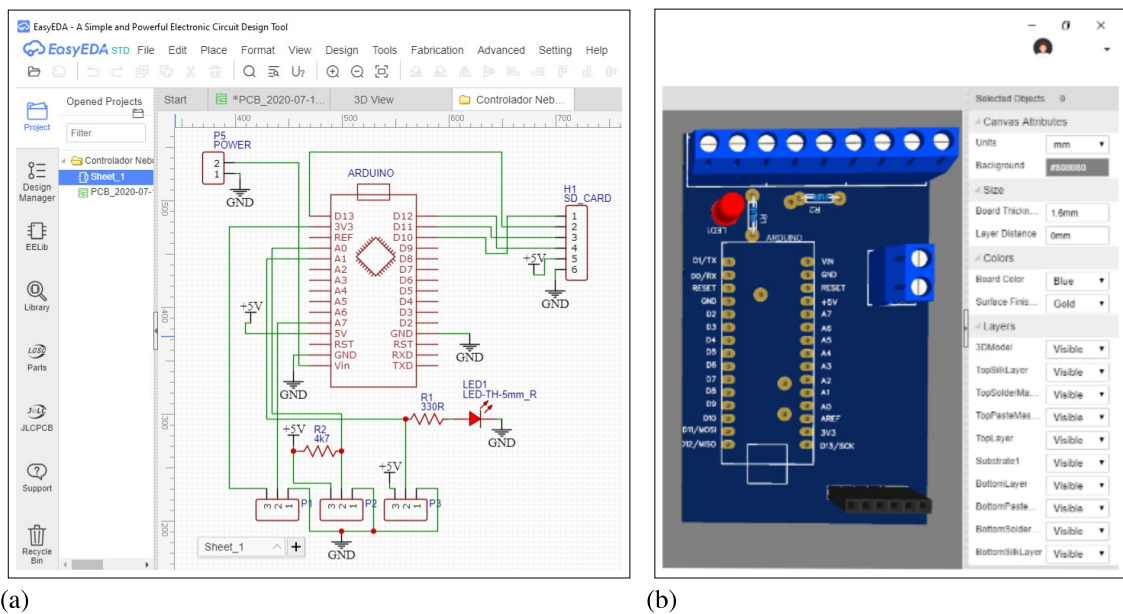 EasyEDA - A Simple and Powerful Electronic Circuit Design Tool
EasyEDA STD File Edit Place Format View Design Tools Fabrication Advanced Setting Help
Project
Design Manager
EELib
Library
LCSC
Parts
JLCPCB
Support
Recycle Bin
Opened Projects
Filter
Controlador Neb
Sheet_1
PCB_2020-07-1
Start *PCB_2020-07-1... 3D View Controlador Neb...
400 500 600 700
500
400
300
200
P5
POWER
2
1
GND
ARDUINO
D13 D12
3V3 D11
REF D10
A0 D9
A1 D8
A2 D7
A3 D6
A4 D5
A5 D4
A6 D3
A7 D2
5V GND
RST RST
GND RXD
Vin TXD
H1
SD_CARD
1
2
3
4
5
6
+5V
GND
+5V
GND
GND
LED1
LED-TH-5mm_R
R1
330R
GND
+5V
R2
4k7
+5V
3 2 1 P1
3 2 1 P2
3 2 1 P3
GND
Sheet_1 +
(a)
LED1
R1
R2
ARDUINO
D1/TX VIN
D0/RX GND
RESET RESET
GND +5V
D2 A7
D3 A6
D4 A5
D5 A4
D6 A3
D7 A2
D8 A1
D9 A0
D10 AREF
D11/MOSI 3V3
D12/MISO D13/SCK
Selected Objects 0
Canvas Attributes
Units mm
Background #808080
Size
Board Thickn... 1.6mm
Layer Distance 0mm
Colors
Board Color Blue
Surface Finis... Gold
Layers
3DModel Visible
TopSilkLayer Visible
TopSolderMa... Visible
TopPasteMas... Visible
TopLayer Visible
Substrate1 Visible
BottomLayer Visible
BottomPaste... Visible
BottomSolder... Visible
BottomSilkLayer Visible
(b)